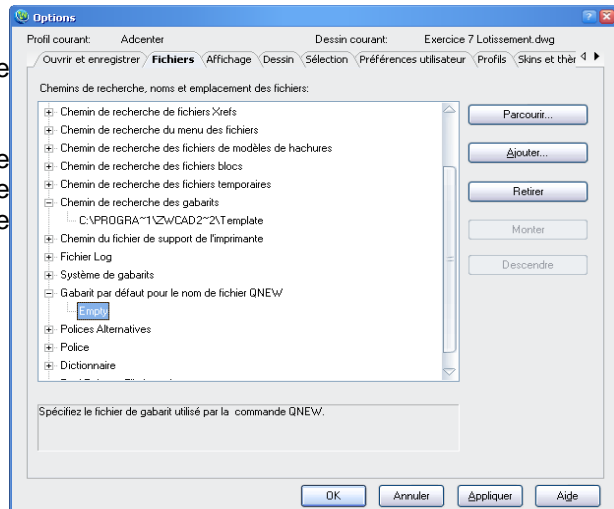 Options
Profil courant: Adcenter Dessin courant: Exercice 7 Lotissement.dwg
Ouvrir et enregistrer Fichiers Affichage Dessin Sélection Préférences utilisateur Profils Skins et thèr
Chemins de recherche, noms et emplacement des fichiers:
Chemin de recherche de fichiers Xrefs
Chemin de recherche du menu des fichiers
Chemin de recherche des fichiers de modèles de hachures
Chemin de recherche des fichiers blocs
Chemin de recherche des fichiers temporaires
Chemin de recherche des gabarits
C:\PROGRA~1\ZWCAD2~2\Template
Chemin du fichier de support de l'imprimante
Fichier Log
Système de gabarits
Gabarit par défaut pour le nom de fichier QNEW
Empty
Polices Alternatives
Police
Dictionnaire
Parcourir...
Ajouter...
Retirer
Monter
Descendre
Spécifiez le fichier de gabarit utilisé par la commande QNEW.
OK Annuler Appliquer Aide
e
e
e
e